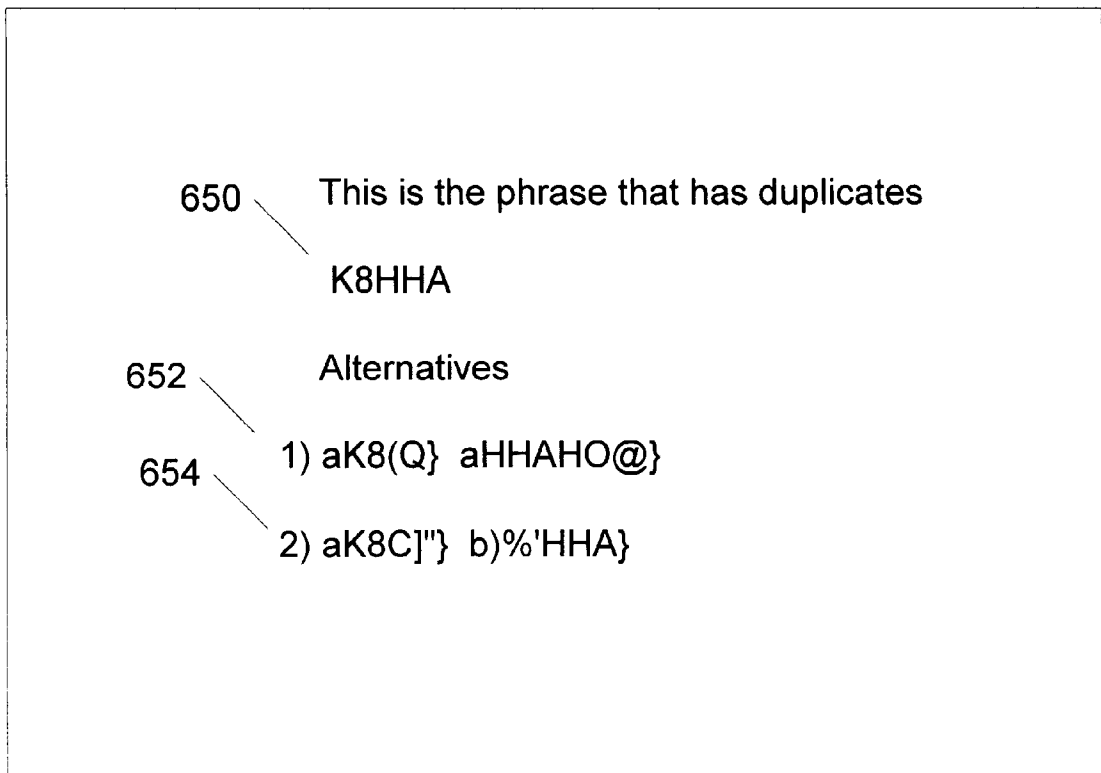 650 This is the phrase that has duplicates
K8HHA
652 Alternatives
1) aK8(Q} aHHAHO@}
654
2) aK8C]"} b)%'HHA}